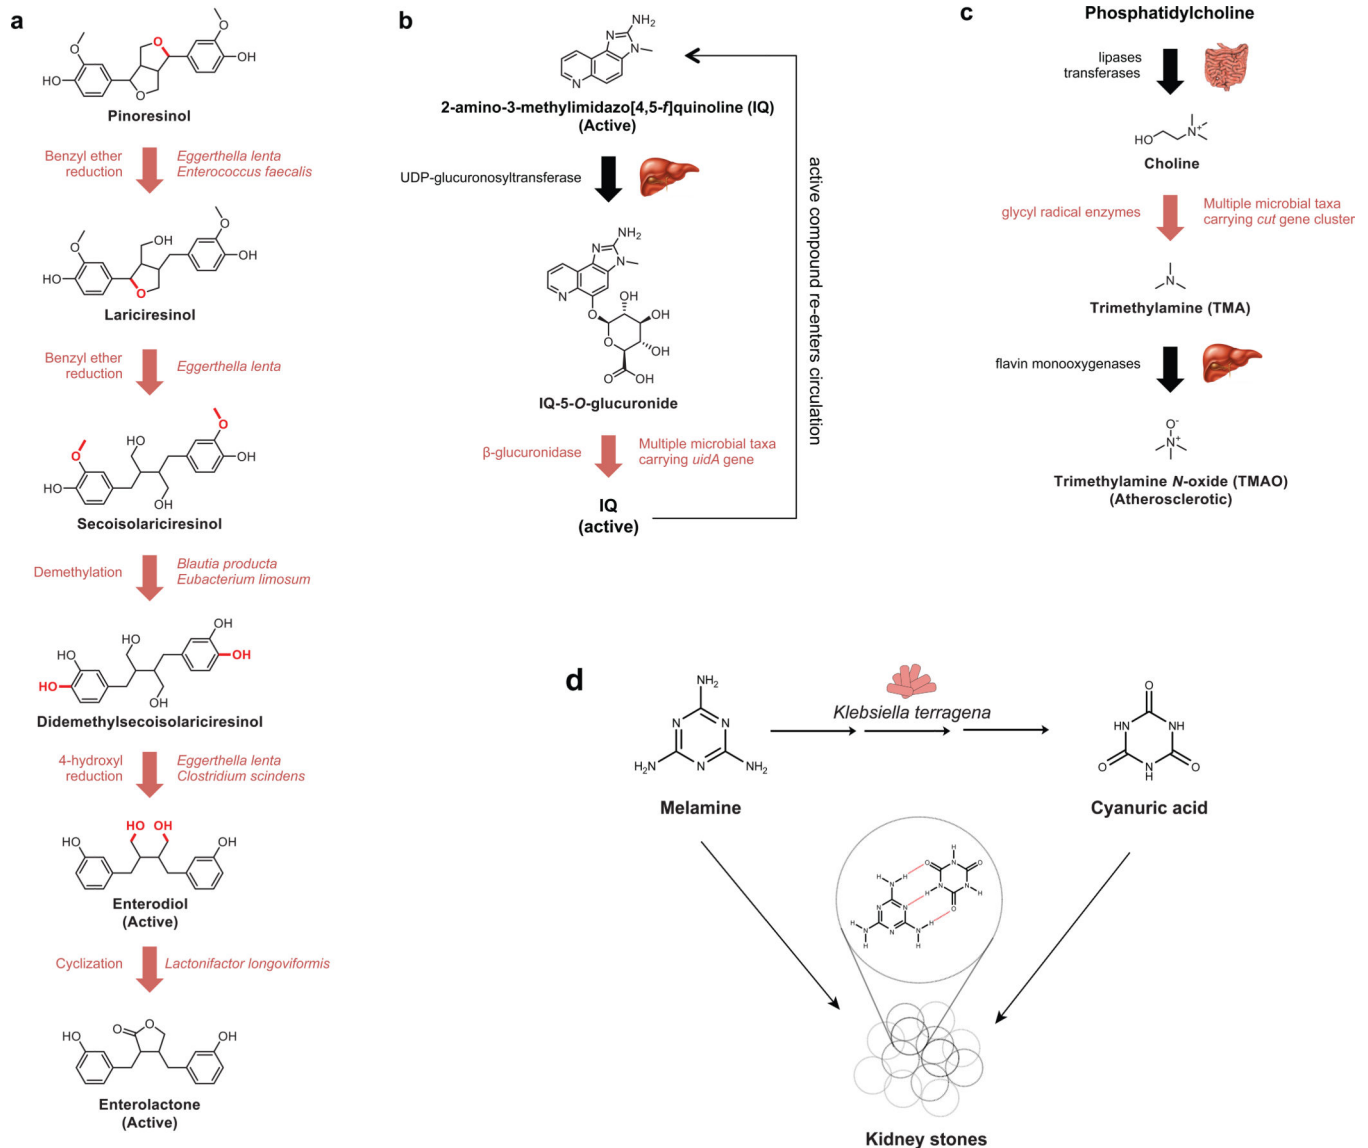 a
Pinoresinol
Benzyl ether
reduction
Eggerthella lenta
Enterococcus faecalis
Lariciresinol
Benzyl ether
reduction
Eggerthella lenta
Secoisolariciresinol
Demethylation
Blautia producta
Eubacterium limosum
Didemethylsecoisolariciresinol
4-hydroxyl
reduction
Eggerthella lenta
Clostridium scindens
Enterodiol
(Active)
Cyclization
Lactonifactor longoviformis
Enterolactone
(Active)
b
2-amino-3-methylimidazo[4,5-f]quinoline (IQ)
(Active)
UDP-glucuronosyltransferase
IQ-5-O-glucuronide
β-glucuronidase
Multiple microbial taxa
carrying uidA gene
IQ
(active)
active compound re-enters circulation
c
Phosphatidylcholine
lipases
transferases
Choline
glycyl radical enzymes
Multiple microbial taxa
carrying cut gene cluster
Trimethylamine (TMA)
flavin monooxygenases
Trimethylamine N-oxide (TMAO)
(Atherosclerotic)
d
Klebsiella terragena
Melamine
Cyanuric acid
Kidney stones